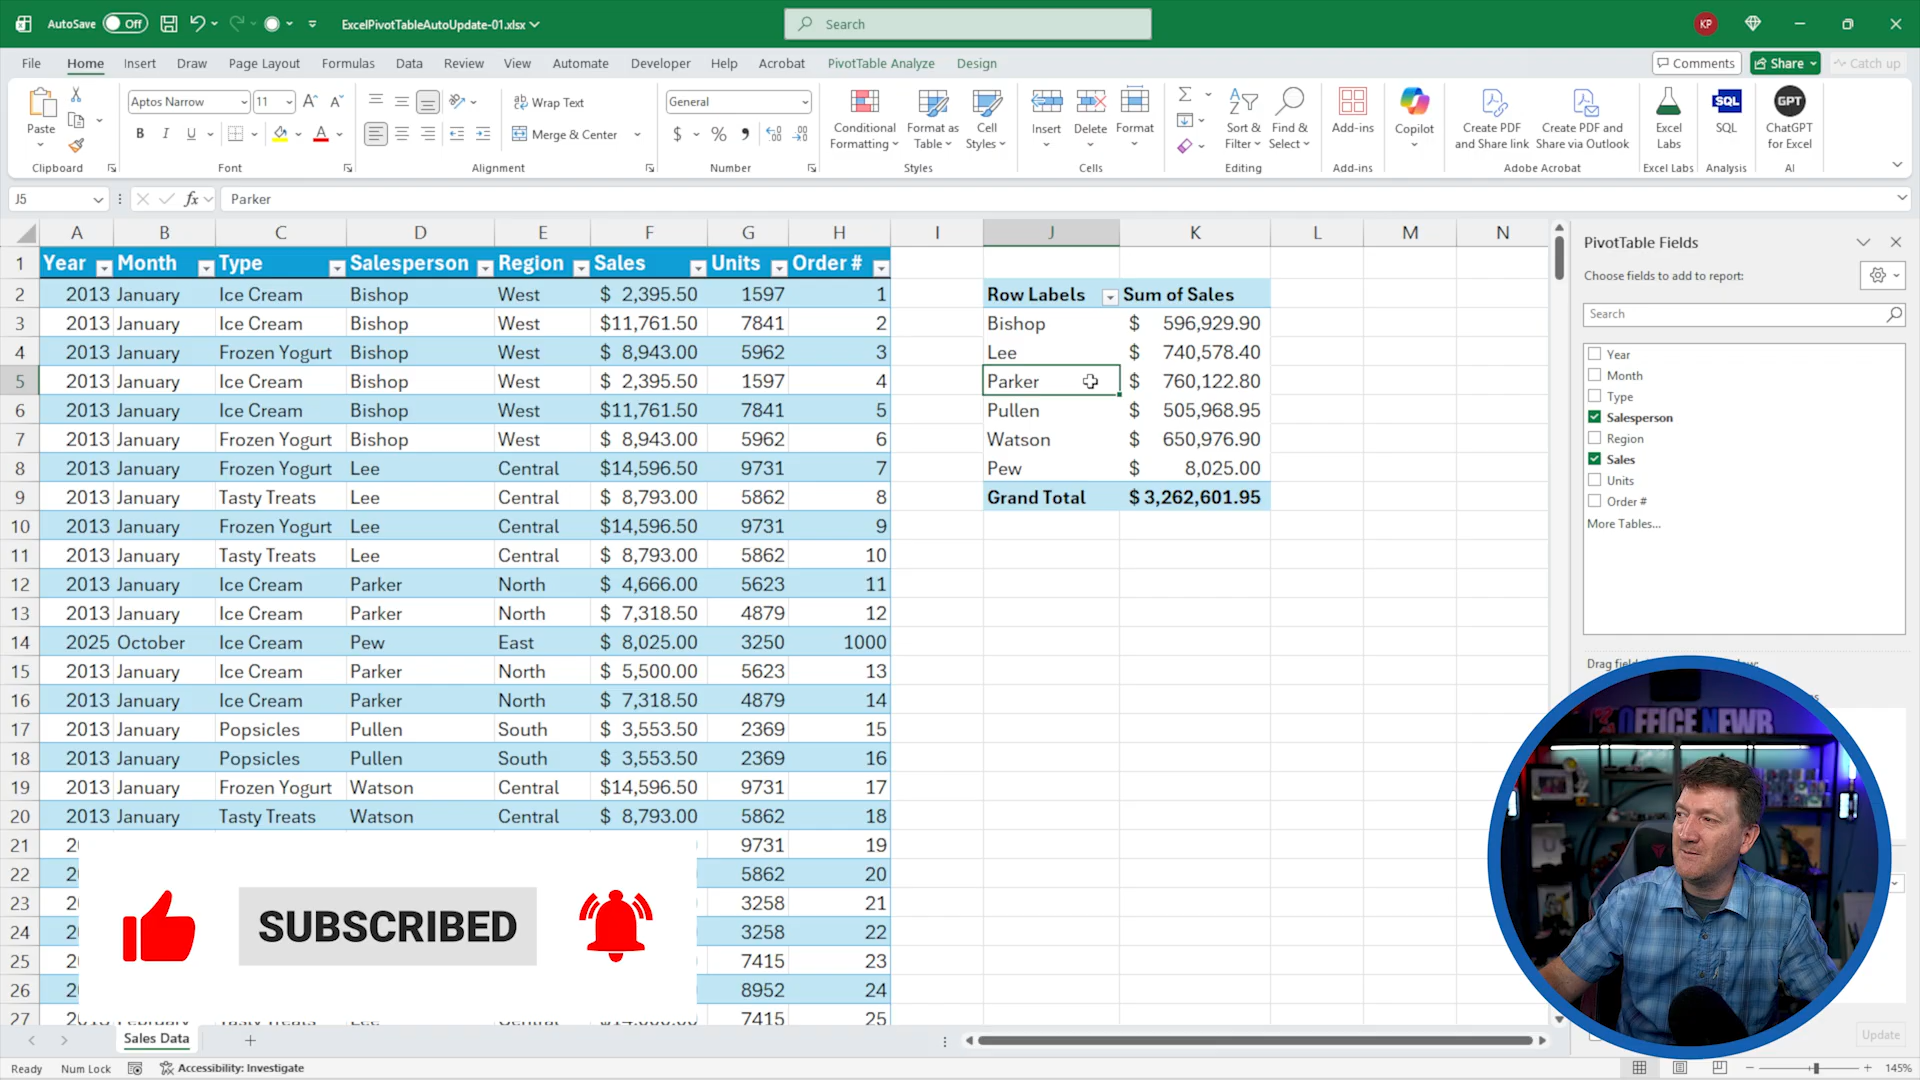 AutoSave Off ExcelPivotTableAutoUpdate-01.xlsx Search KP
File Home Insert Draw Page Layout Formulas Data Review View Automate Developer Help Acrobat PivotTable Analyze Design Comments Share Catch up
Paste
Clipboard
Aptos Narrow 11
B I U A
Font
Wrap Text
Merge & Center
Alignment
General
$ % ,
Number
Conditional Formatting
Format as Table
Cell Styles
Styles
Insert Delete Format
Cells
Sort & Filter
Find & Select
Editing
Add-ins
Add-ins
Copilot
Create PDF and Share link
Create PDF and Share via Outlook
Adobe Acrobat
Excel Labs
Excel Labs
SQL
SQL
Analysis
GPT
ChatGPT for Excel
AI
J5 fx Parker
A B C D E F G H I J K L M N
1 Year Month Type Salesperson Region Sales Units Order #
2 2013 January Ice Cream Bishop West $ 2,395.50 1597 1 Row Labels Sum of Sales
3 2013 January Ice Cream Bishop West $11,761.50 7841 2 Bishop $ 596,929.90
4 2013 January Frozen Yogurt Bishop West $ 8,943.00 5962 3 Lee $ 740,578.40
5 2013 January Ice Cream Bishop West $ 2,395.50 1597 4 Parker $ 760,122.80
6 2013 January Ice Cream Bishop West $11,761.50 7841 5 Pullen $ 505,968.95
7 2013 January Frozen Yogurt Bishop West $ 8,943.00 5962 6 Watson $ 650,976.90
8 2013 January Frozen Yogurt Lee Central $14,596.50 9731 7 Pew $ 8,025.00
9 2013 January Tasty Treats Lee Central $ 8,793.00 5862 8 Grand Total $ 3,262,601.95
10 2013 January Frozen Yogurt Lee Central $14,596.50 9731 9
11 2013 January Tasty Treats Lee Central $ 8,793.00 5862 10
12 2013 January Ice Cream Parker North $ 4,666.00 5623 11
13 2013 January Ice Cream Parker North $ 7,318.50 4879 12
14 2025 October Ice Cream Pew East $ 8,025.00 3250 1000
15 2013 January Ice Cream Parker North $ 5,500.00 5623 13
16 2013 January Ice Cream Parker North $ 7,318.50 4879 14
17 2013 January Popsicles Pullen South $ 3,553.50 2369 15
18 2013 January Popsicles Pullen South $ 3,553.50 2369 16
19 2013 January Frozen Yogurt Watson Central $14,596.50 9731 17
20 2013 January Tasty Treats Watson Central $ 8,793.00 5862 18
21 9731 19
22 5862 20
23 3258 21
24 3258 22
25 7415 23
26 8952 24
27 7415 25
SUBSCRIBED
PivotTable Fields
Choose fields to add to report:
Search
Year
Month
Type
Salesperson
Region
Sales
Units
Order #
More Tables...
Drag
OFFICE NEWB
Update
Sales Data
Ready Num Lock Accessibility: Investigate 145%